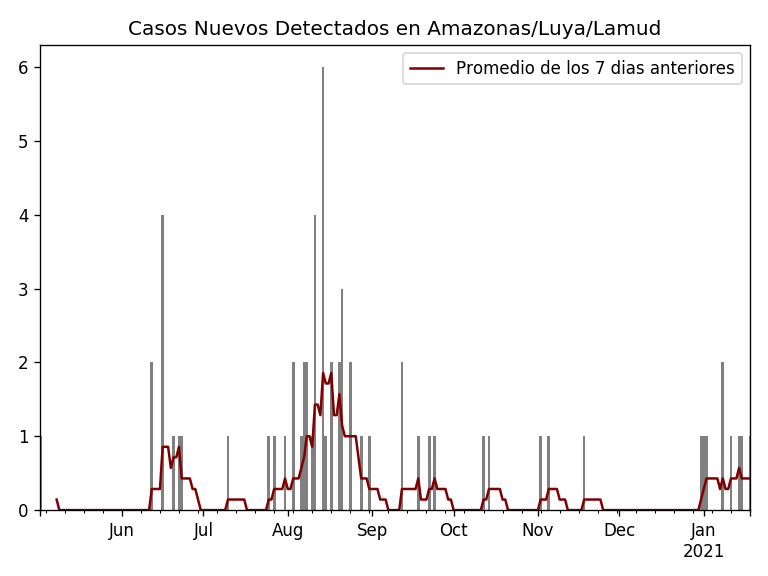 Casos Nuevos Detectados en Amazonas/Luya/Lamud
Promedio de los 7 dias anteriores
6
5
4
3
2
1
0
Jun Jul Aug Sep Oct Nov Dec Jan
2021